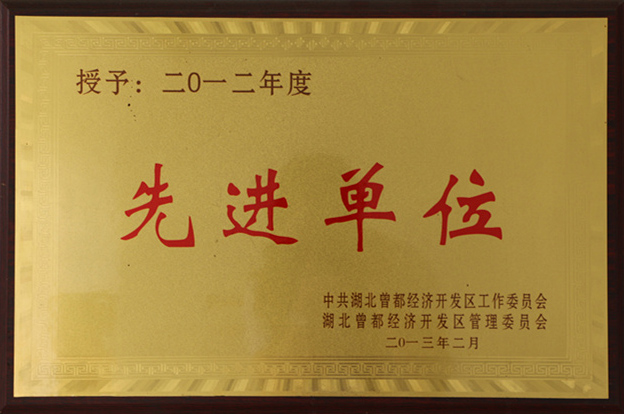 授予：二0一二年度
先进单位
中共湖北曾都经济开发区工作委员会
湖北曾都经济开发区管理委员会
二0一三年二月